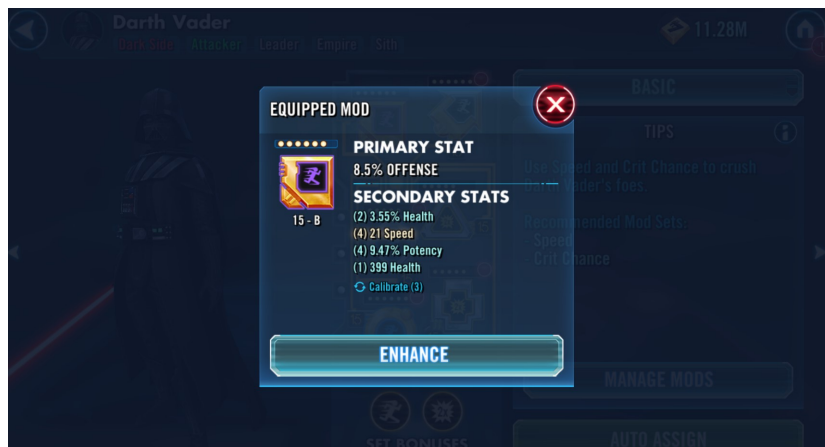 Darth Vader
Dark Side Attacker Leader Empire Sith
11.28M
BASIC
EQUIPPED MOD
TIPS
PRIMARY STAT
8.5% OFFENSE
Use Speed and Crit Chance to crush
Vader's foes.
15 - B
SECONDARY STATS
(2) 3.55% Health
(4) 21 Speed
(4) 9.47% Potency
(1) 399 Health
Calibrate (3)
Recommended Mod Sets:
- Speed
- Crit Chance
ENHANCE
MANAGE MODS
SET BONUSES
AUTO ASSIGN